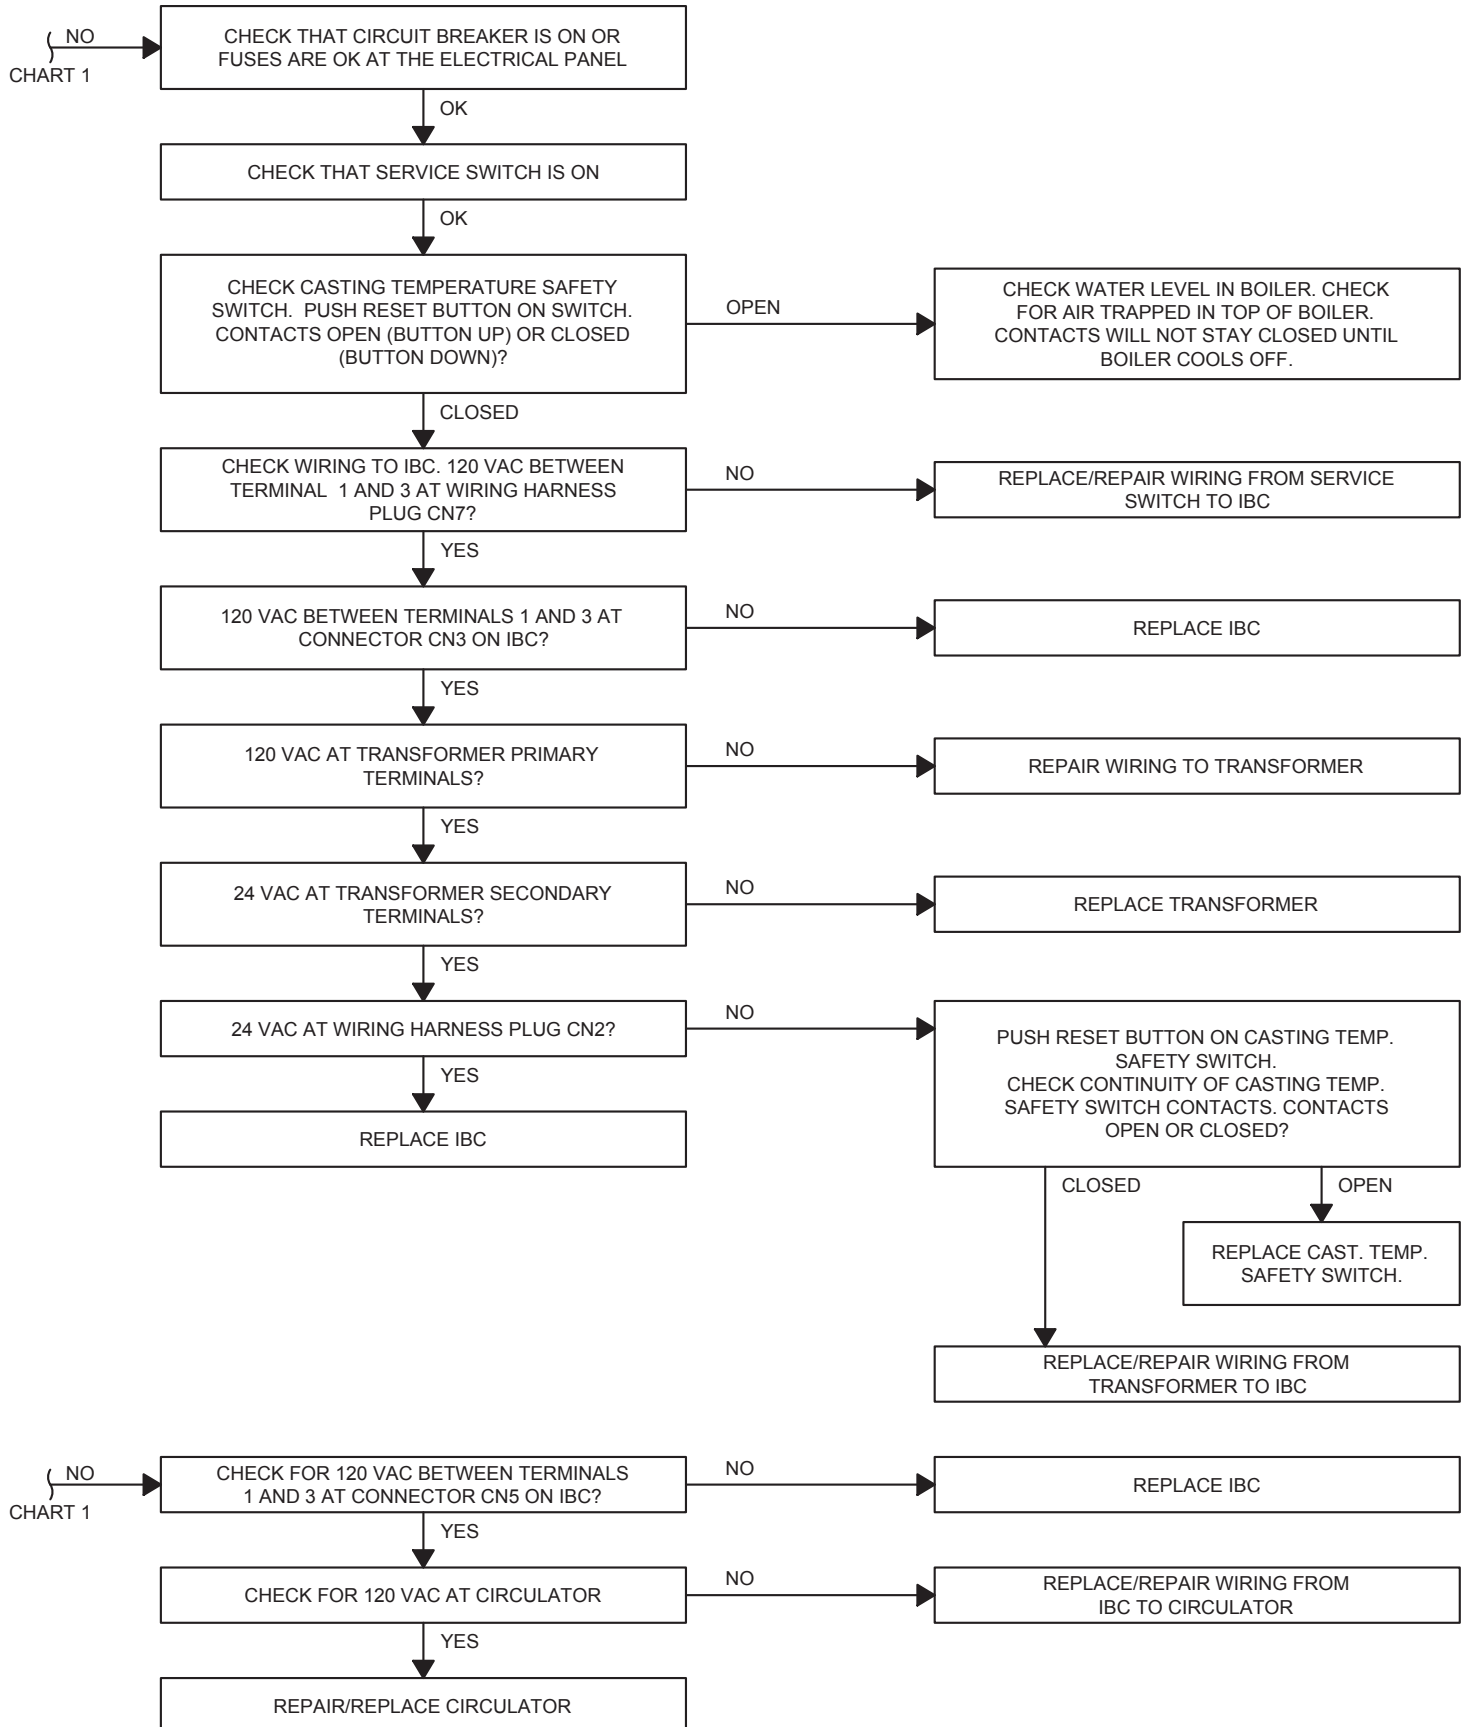 NO
CHART 1
CHECK THAT CIRCUIT BREAKER IS ON OR
FUSES ARE OK AT THE ELECTRICAL PANEL
OK
CHECK THAT SERVICE SWITCH IS ON
OK
CHECK CASTING TEMPERATURE SAFETY
SWITCH. PUSH RESET BUTTON ON SWITCH.
CONTACTS OPEN (BUTTON UP) OR CLOSED
(BUTTON DOWN)?
OPEN
CHECK WATER LEVEL IN BOILER. CHECK
FOR AIR TRAPPED IN TOP OF BOILER.
CONTACTS WILL NOT STAY CLOSED UNTIL
BOILER COOLS OFF.
CLOSED
CHECK WIRING TO IBC. 120 VAC BETWEEN
TERMINAL 1 AND 3 AT WIRING HARNESS
PLUG CN7?
NO
REPLACE/REPAIR WIRING FROM SERVICE
SWITCH TO IBC
YES
120 VAC BETWEEN TERMINALS 1 AND 3 AT
CONNECTOR CN3 ON IBC?
NO
REPLACE IBC
YES
120 VAC AT TRANSFORMER PRIMARY
TERMINALS?
NO
REPAIR WIRING TO TRANSFORMER
YES
24 VAC AT TRANSFORMER SECONDARY
TERMINALS?
NO
REPLACE TRANSFORMER
YES
24 VAC AT WIRING HARNESS PLUG CN2?
NO
PUSH RESET BUTTON ON CASTING TEMP.
SAFETY SWITCH.
CHECK CONTINUITY OF CASTING TEMP.
SAFETY SWITCH CONTACTS. CONTACTS
OPEN OR CLOSED?
YES
REPLACE IBC
CLOSED
OPEN
REPLACE CAST. TEMP.
SAFETY SWITCH.
REPLACE/REPAIR WIRING FROM
TRANSFORMER TO IBC
NO
CHART 1
CHECK FOR 120 VAC BETWEEN TERMINALS
1 AND 3 AT CONNECTOR CN5 ON IBC?
NO
REPLACE IBC
YES
CHECK FOR 120 VAC AT CIRCULATOR
NO
REPLACE/REPAIR WIRING FROM
IBC TO CIRCULATOR
YES
REPAIR/REPLACE CIRCULATOR